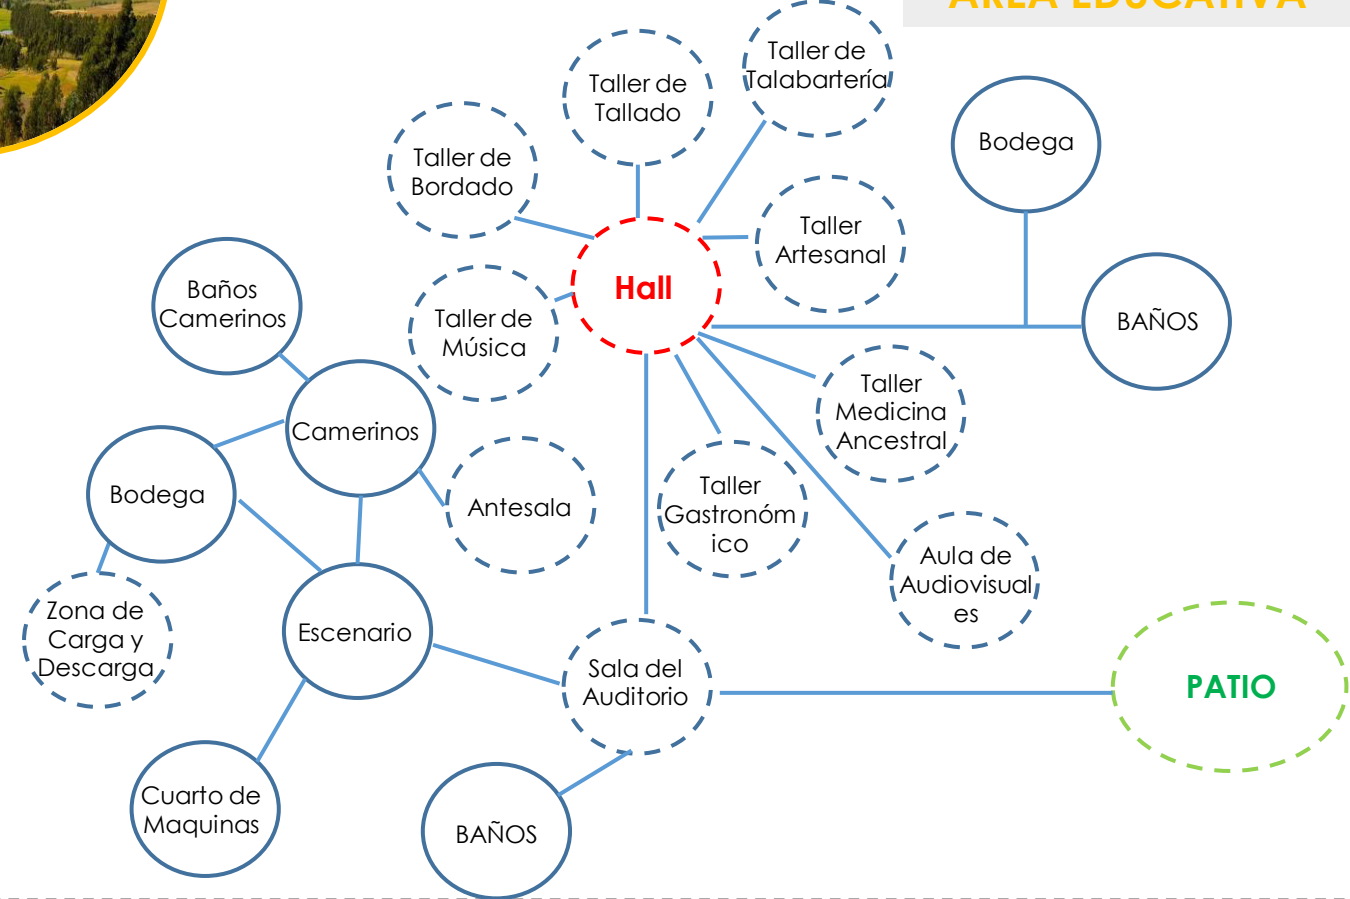 ÁREA EDUCATIVA
Taller de
Talabartería
Taller de
Tallado
Bodega
Taller de
Bordado
Taller
Artesanal
Hall
Baños
Camerinos
Taller de
Música
BAÑOS
Taller
Medicina
Ancestral
Camerinos
Bodega
Antesala
Taller
Gastronóm
ico
Aula de
Audiovisual
es
Zona de
Carga y
Descarga
Escenario
Sala del
Auditorio
PATIO
Cuarto de
Maquinas
BAÑOS